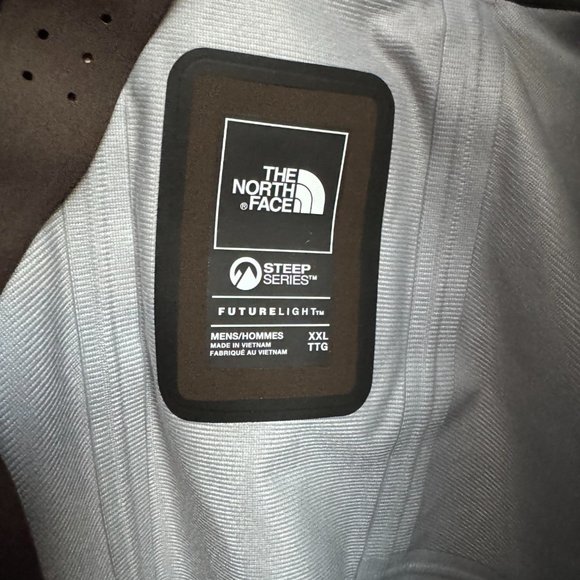 THE
NORTH
® FACE
STEEP
SERIES™
FUTURELIGHT™
MENS/HOMMES XXL
MADE IN VIETNAM TTG
FABRIQUÉ AU VIETNAM